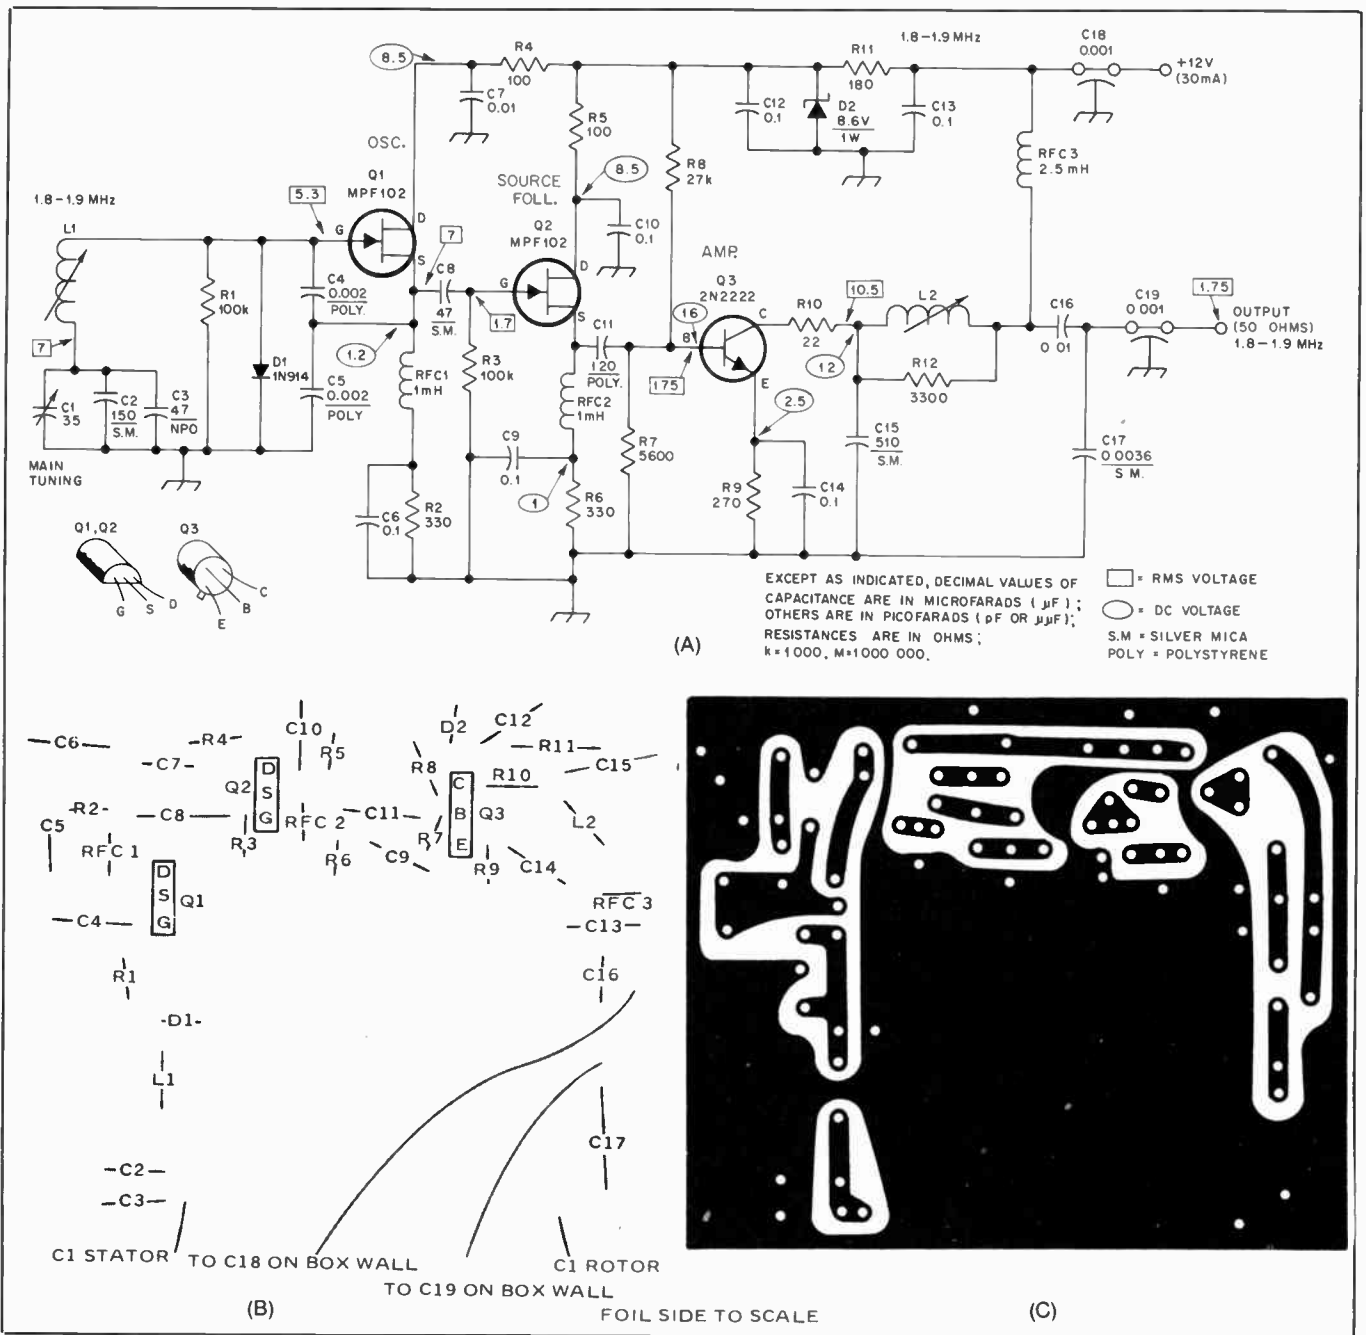 8.5
R4
100
1.8-1.9 MHz
R11
180
C18
0.001
+12V
(30mA)
C7
0.01
C12
0.1
D2
8.6V
1W
C13
0.1
R5
100
OSC.
Q1
MPF102
R8
27k
RFC3
2.5mH
8.5
SOURCE
FOLL.
1.8-1.9 MHz
5.3
G
D
S
L1
7
Q2
MPF102
C10
0.1
AMP.
Q3
2N2222
R1
100k
C4
0.002
POLY.
C8
47
S.M.
G
D
S
1.7
16
C
B
E
R10
22
10.5
L2
C16
0.01
C19
0.001
1.75
OUTPUT
(50 OHMS)
1.8-1.9 MHz
7
1.2
C11
120
POLY.
.175
12
R12
3300
D1
1N914
RFC1
1mH
R3
100k
RFC2
1mH
C1
35
C2
150
S.M.
C3
47
NPO
C5
0.002
POLY
2.5
C9
0.1
R7
5600
C15
510
S.M.
C17
0.0036
S.M.
MAIN
TUNING
1
R6
330
R9
270
C14
0.1
C6
0.1
R2
330
Q1,Q2
G
S
D
Q3
C
B
E
EXCEPT AS INDICATED, DECIMAL VALUES OF
CAPACITANCE ARE IN MICROFARADS (µF);
OTHERS ARE IN PICOFARADS (pF OR µµF);
RESISTANCES ARE IN OHMS;
k=1000, M=1000 000.
= RMS VOLTAGE
= DC VOLTAGE
S.M = SILVER MICA
POLY = POLYSTYRENE
(A)
C6
R4
C10
R5
D2
C12
R11
C7
C15
R8
R10
Q2
D
S
G
C
B
E
Q3
R2
C8
RFC 2
C11
L2
C5
R3
R7
RFC 1
R6
C9
R9
C14
D
S
G
Q1
RFC 3
C4
C13
R1
C16
D1
L1
C17
C2
C3
C1 STATOR
TO C18 ON BOX WALL
C1 ROTOR
TO C19 ON BOX WALL
(B)
FOIL SIDE TO SCALE
(C)